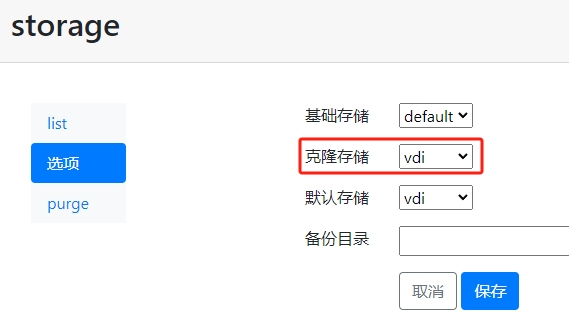 storage
list
选项
purge
基础存储 default
克隆存储 vdi
默认存储 vdi
备份目录
取消 保存